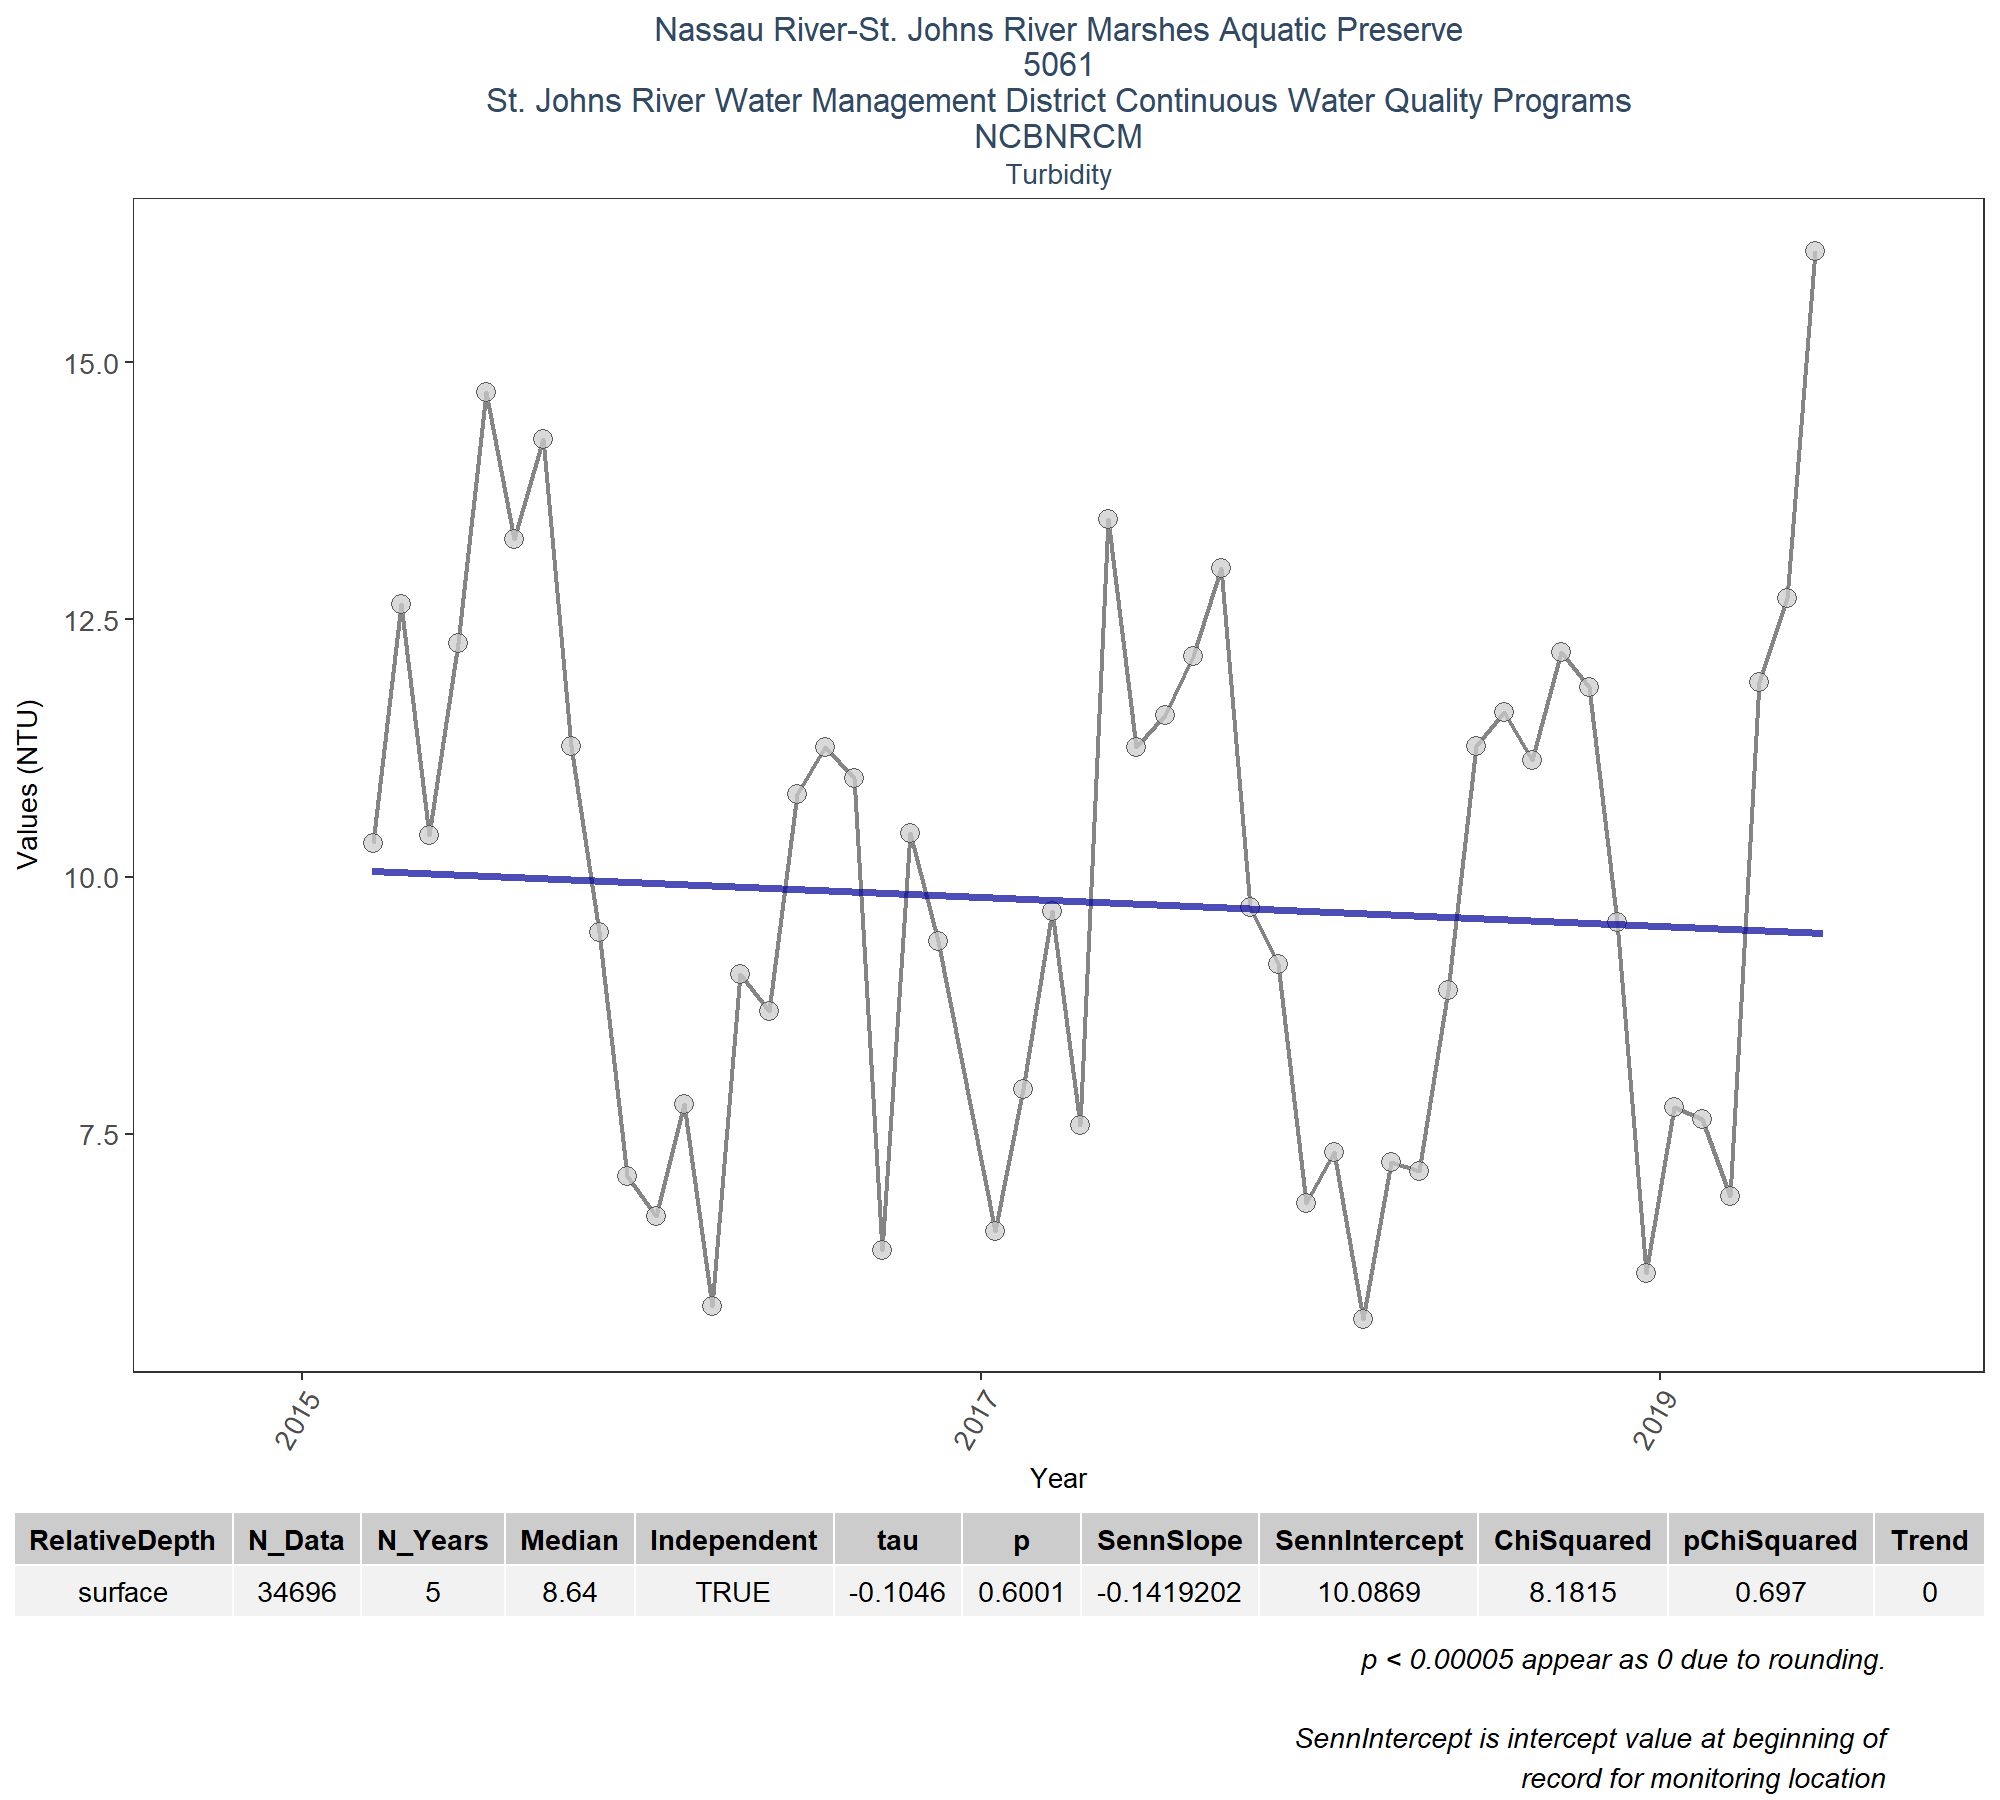 Nassau River-St. Johns River Marshes Aquatic Preserve
5061
St. Johns River Water Management District Continuous Water Quality Programs
NCBNRCM
Turbidity
Values (NTU)
15.0
12.5
10.0
7.5
2015
2017
2019
Year
RelativeDepth N_Data N_Years Median Independent tau p SennSlope SennIntercept ChiSquared pChiSquared Trend
surface 34696 5 8.64 TRUE -0.1046 0.6001 -0.1419202 10.0869 8.1815 0.697 0
p < 0.00005 appear as 0 due to rounding.
SennIntercept is intercept value at beginning of
record for monitoring location